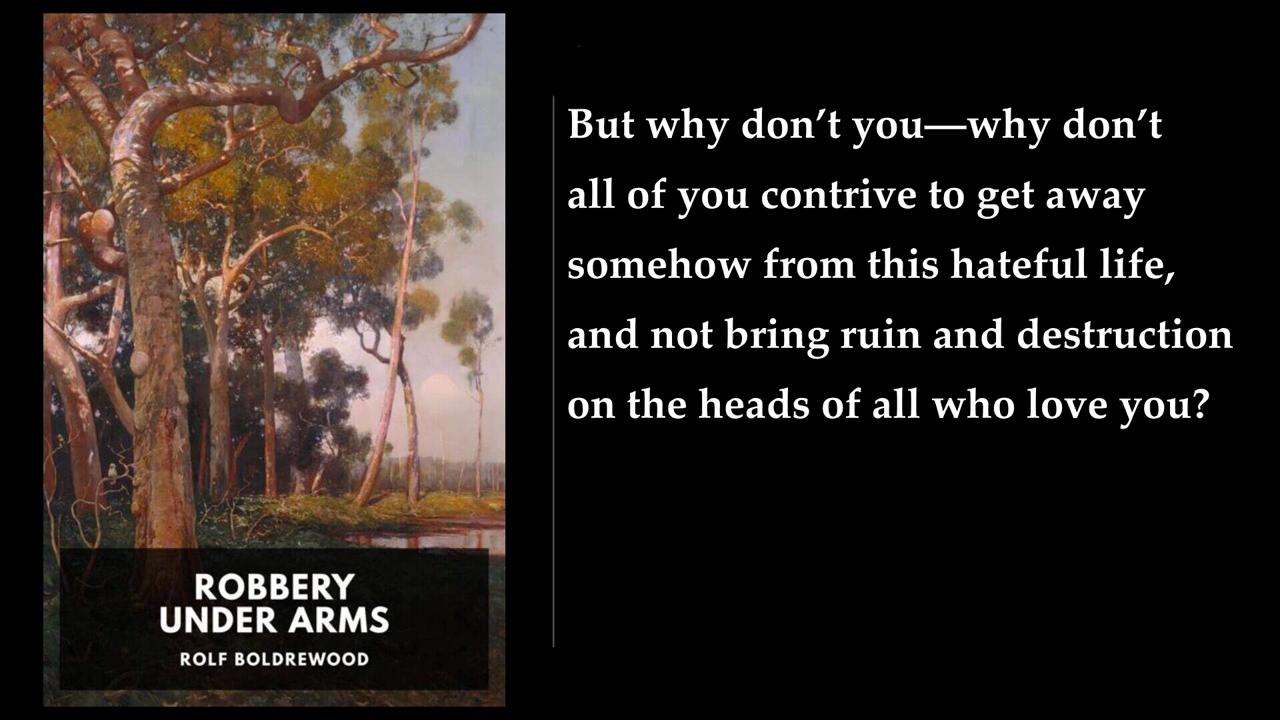 ROBBERY
UNDER ARMS
ROLF BOLDREWOOD
But why don’t you—why don’t
all of you contrive to get away
somehow from this hateful life,
and not bring ruin and destruction
on the heads of all who love you?